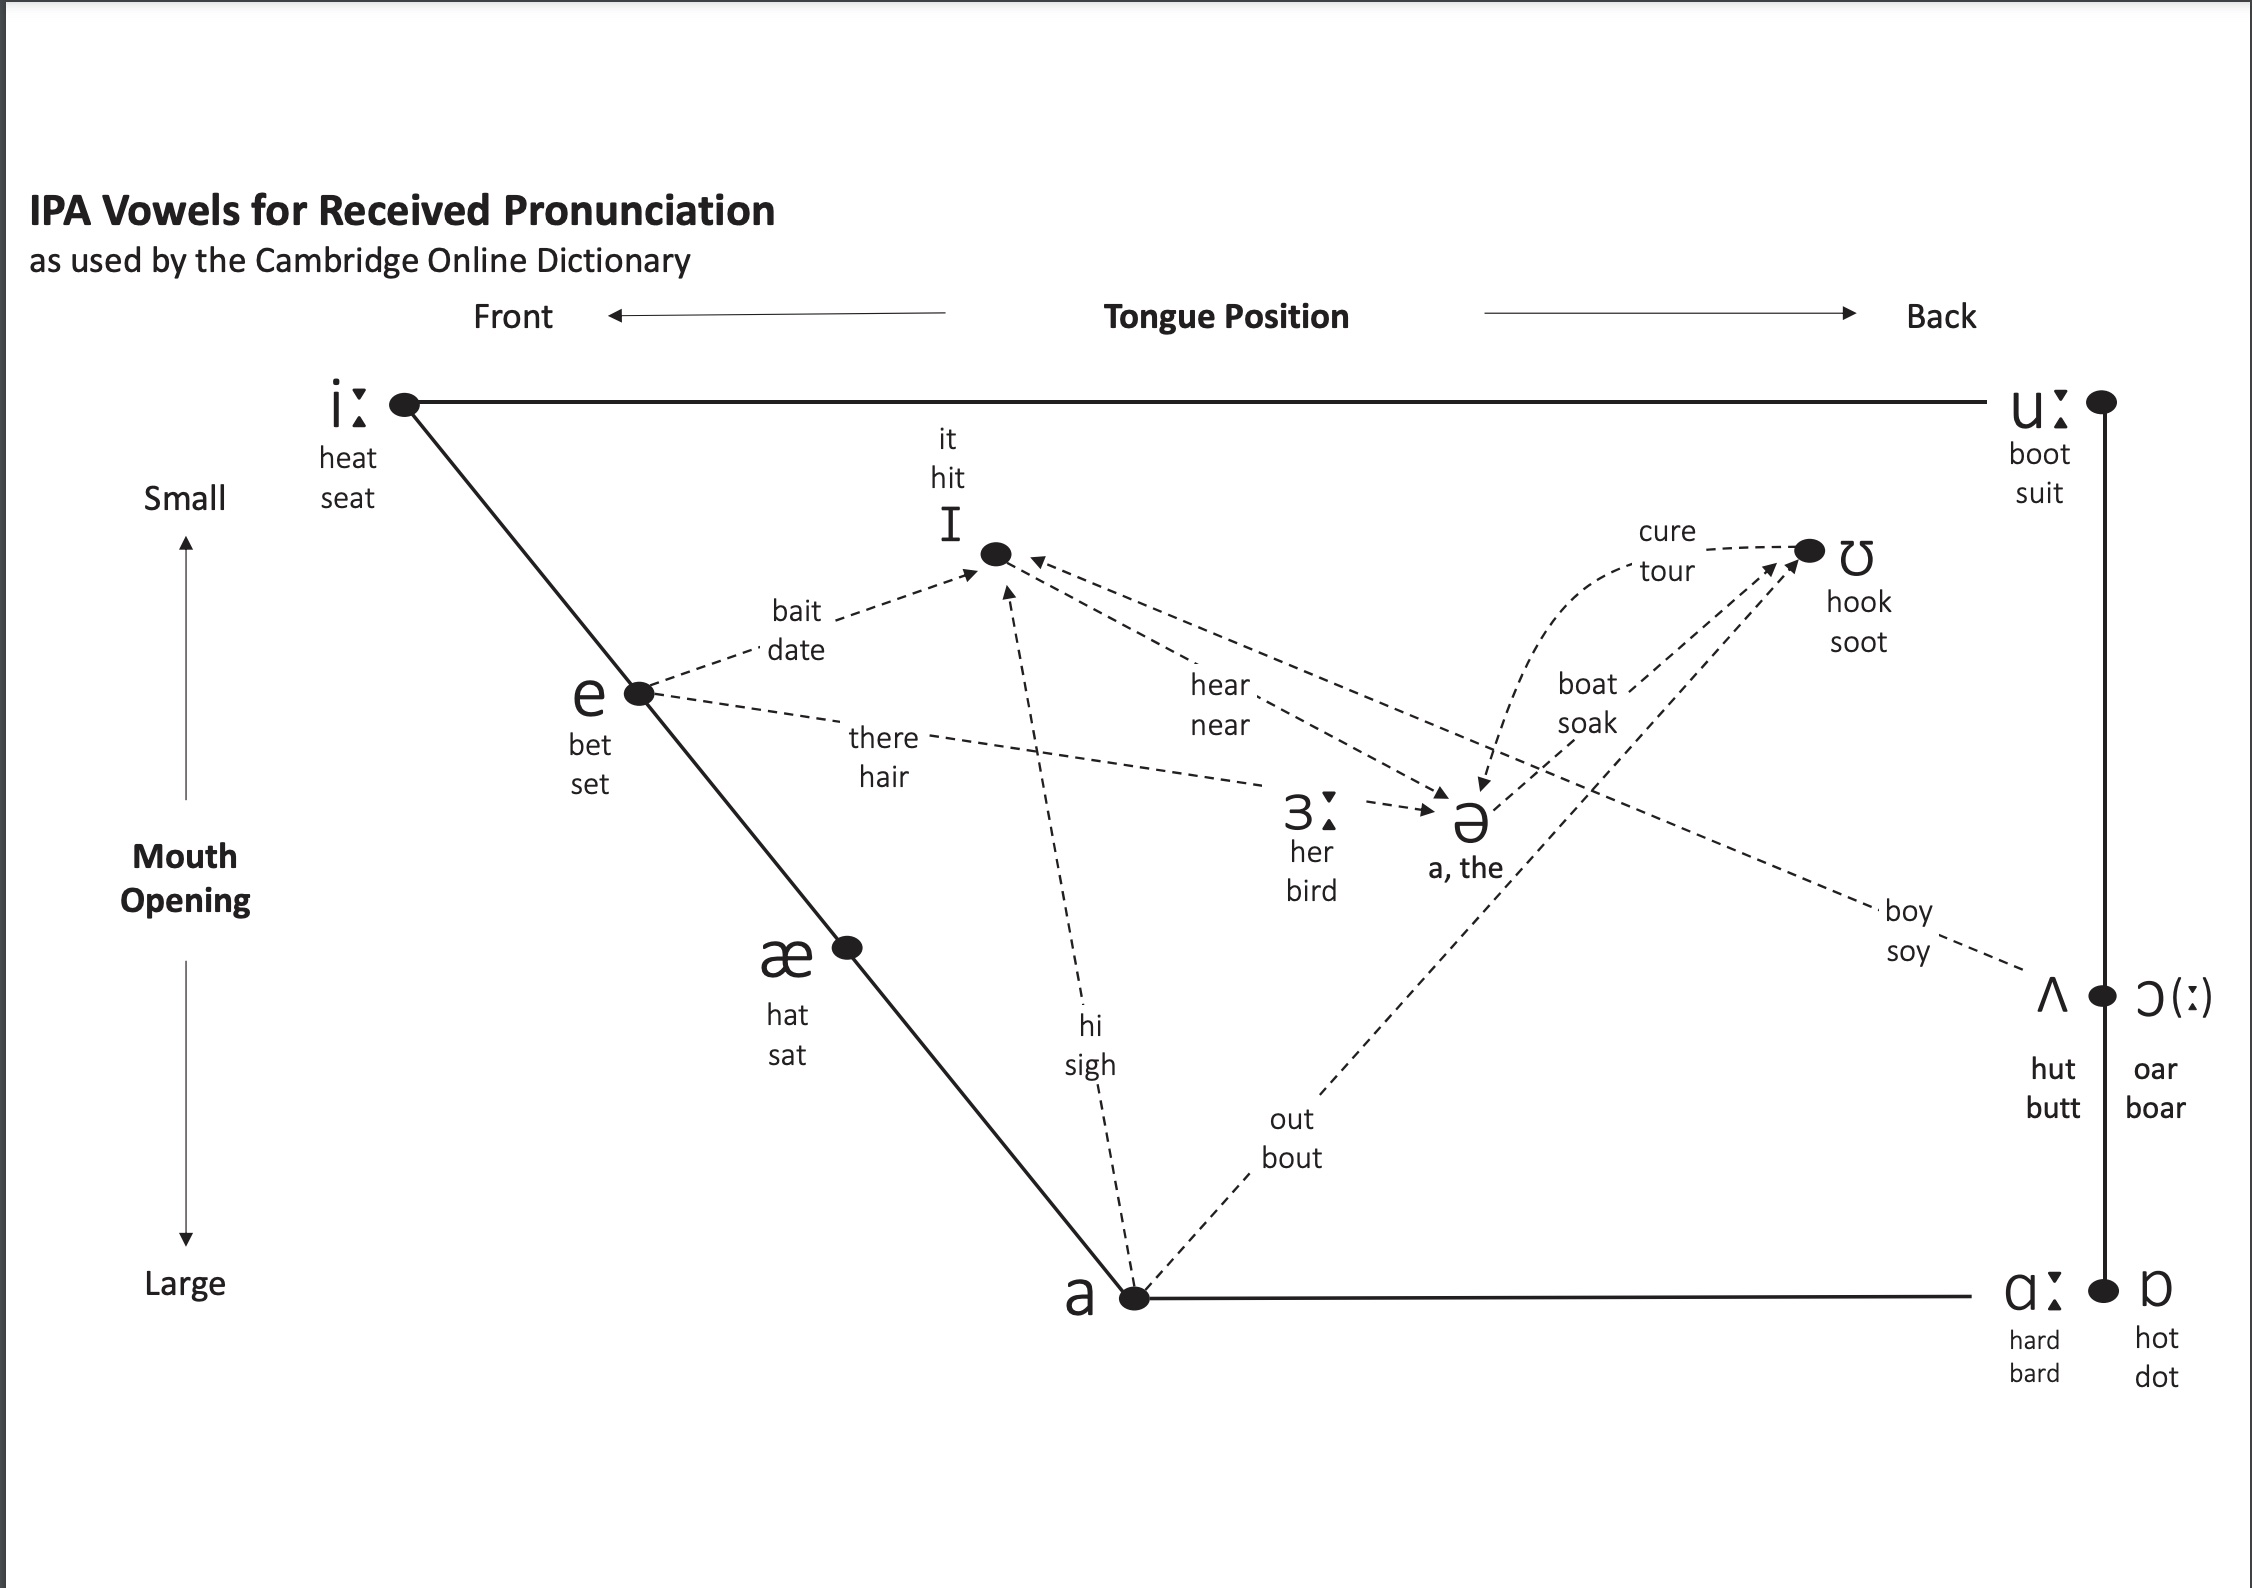 IPA Vowels for Received Pronunciation
as used by the Cambridge Online Dictionary
Front
Tongue Position
Back
iː
heat
seat
uː
boot
suit
it
hit
ɪ
Small
cure
tour
ʊ
hook
soot
bait
date
e
bet
set
hear
near
boat
soak
there
hair
ɜː
her
bird
ə
a, the
Mouth
Opening
æ
hat
sat
boy
soy
ʌ
hut
butt
ɔ(ː)
oar
boar
hi
sigh
out
bout
Large
a
ɑː
hard
bard
ɒ
hot
dot